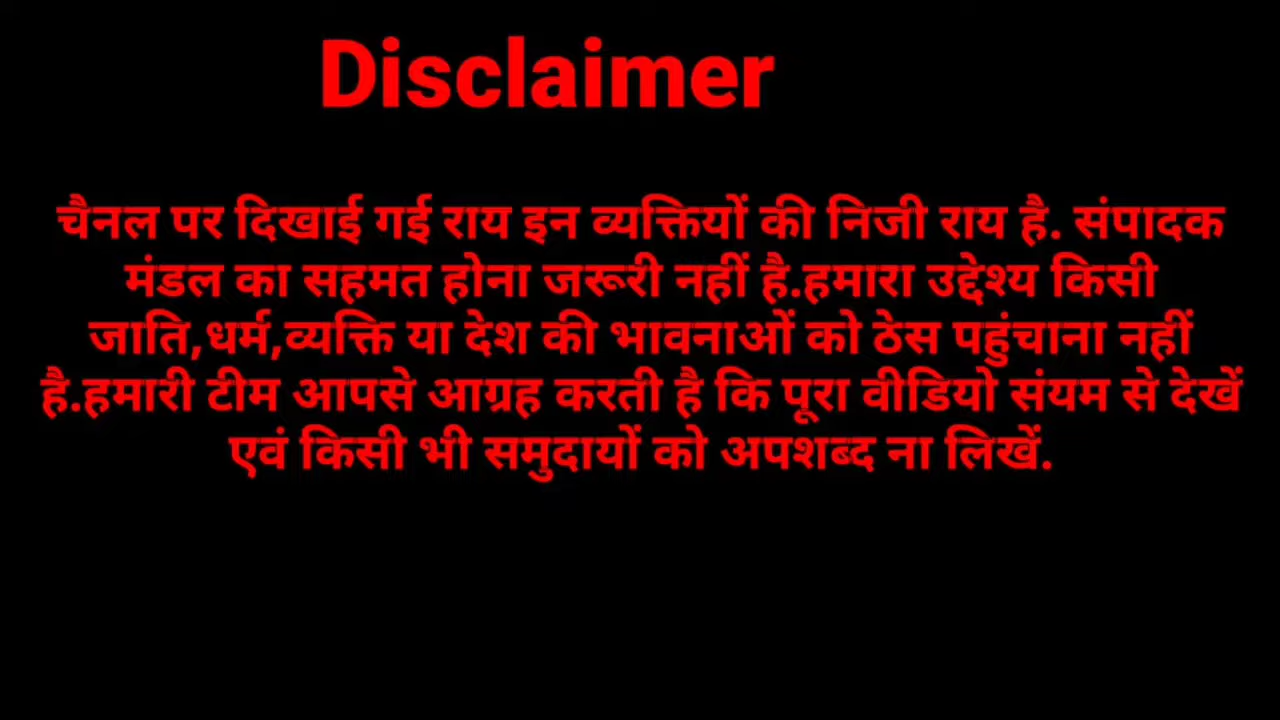 Disclaimer
चैनल पर दिखाई गई राय इन व्यक्तियों की निजी राय है. संपादक
मंडल का सहमत होना जरूरी नहीं है.हमारा उद्देश्य किसी
जाति,धर्म,व्यक्ति या देश की भावनाओं को ठेस पहुंचाना नहीं
है.हमारी टीम आपसे आग्रह करती है कि पूरा वीडियो संयम से देखें
एवं किसी भी समुदायों को अपशब्द ना लिखें.